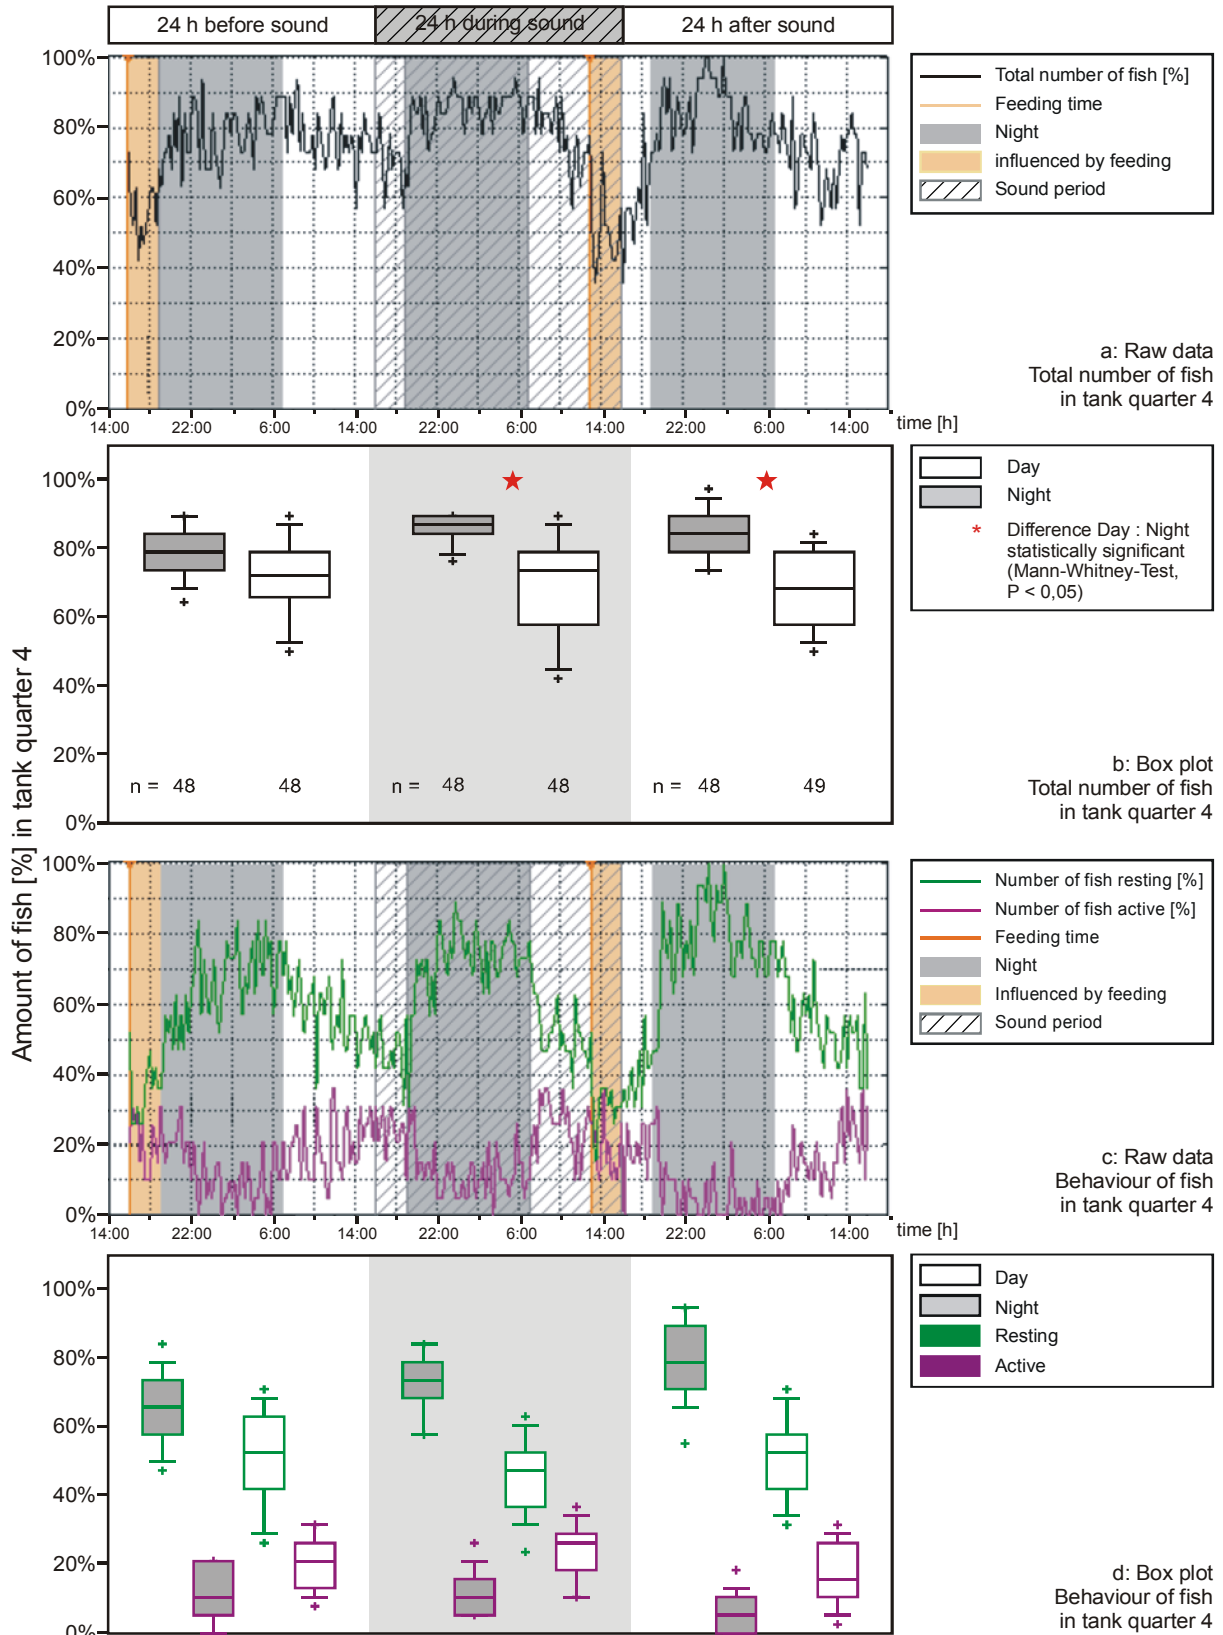 24 h before sound
24 h during sound
24 h after sound
100%
80%
60%
40%
20%
0%
14:00
22:00
6:00
14:00
22:00
6:00
14:00
22:00
6:00
14:00
time [h]
Total number of fish [%]
Feeding time
Night
influenced by feeding
Sound period
a: Raw data
Total number of fish
in tank quarter 4
Amount of fish [%] in tank quarter 4
100%
80%
60%
40%
20%
0%
n = 48
48
n = 48
48
n = 48
49
Day
Night
* Difference Day : Night
statistically significant
(Mann-Whitney-Test,
P < 0,05)
b: Box plot
Total number of fish
in tank quarter 4
100%
80%
60%
40%
20%
0%
14:00
22:00
6:00
14:00
22:00
6:00
14:00
22:00
6:00
14:00
time [h]
Number of fish resting [%]
Number of fish active [%]
Feeding time
Night
Influenced by feeding
Sound period
c: Raw data
Behaviour of fish
in tank quarter 4
100%
80%
60%
40%
20%
0%
Day
Night
Resting
Active
d: Box plot
Behaviour of fish
in tank quarter 4